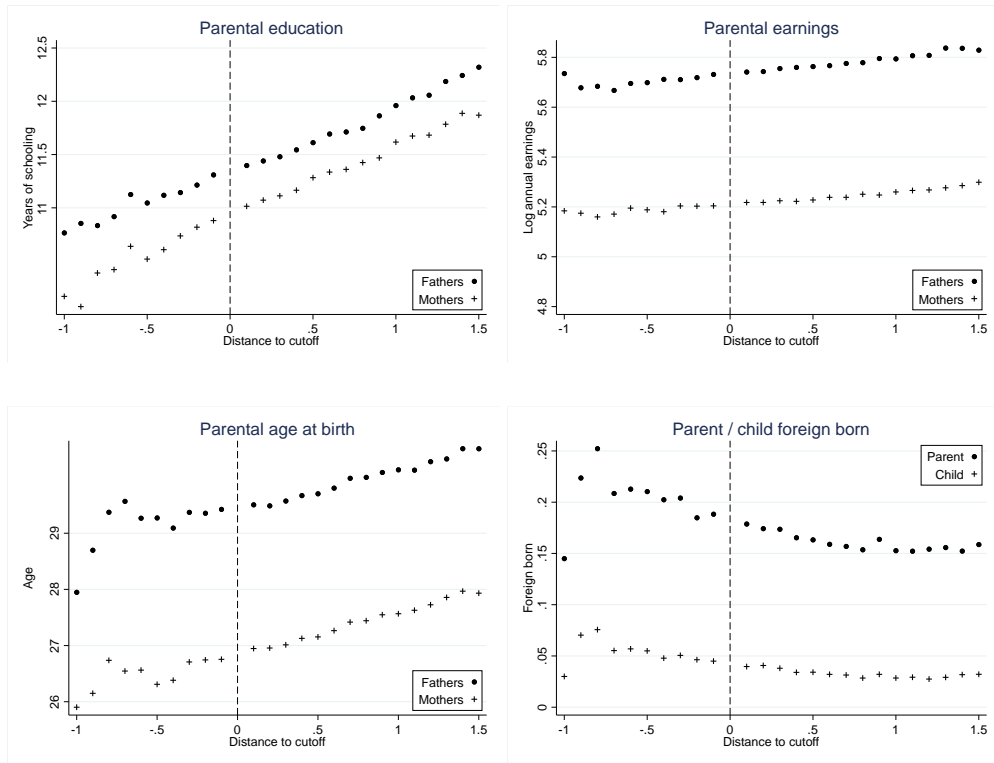 Parental education
Years of schooling
12.5
12
11.5
11
-1 -.5 0 .5 1 1.5
Distance to cutoff
Fathers
Mothers
Parental earnings
Log annual earnings
5.8
5.6
5.4
5.2
5
4.8
-1 -.5 0 .5 1 1.5
Distance to cutoff
Fathers
Mothers
Parental age at birth
Age
29
28
27
26
-1 -.5 0 .5 1 1.5
Distance to cutoff
Fathers
Mothers
Parent / child foreign born
Foreign born
.25
.2
.15
.1
.05
0
-1 -.5 0 .5 1 1.5
Distance to cutoff
Parent
Child